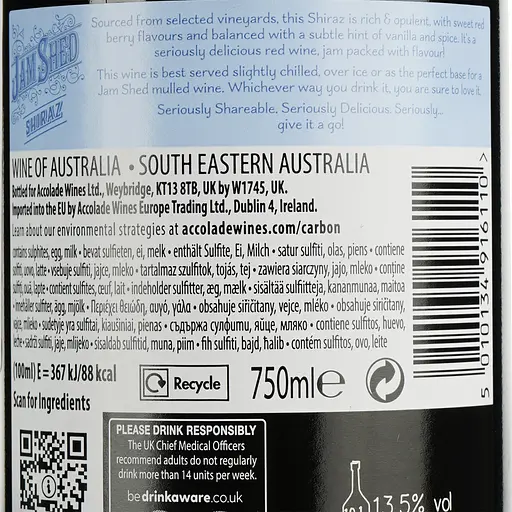 Sourced from selected vineyards, this Shiraz is rich & opulent, with sweet red
berry flavours and balanced with a subtle hint of vanilla and spice. It's a
seriously delicious red wine, jam packed with flavour!
This wine is best served slightly chilled, over ice or as the perfect base for a
Jam Shed mulled wine. Whichever way you drink it, you are sure to love it.
Seriously Shareable. Seriously Delicious. Seriously...
give it a go!
JAM SHED
SHIRAZ
WINE OF AUSTRALIA • SOUTH EASTERN AUSTRALIA
Bottled for Accolade Wines Ltd., Weybridge, KT13 8TB, UK by W1745, UK.
Imported into the EU by Accolade Wines Europe Trading Ltd., Dublin 4, Ireland.
Learn about our environmental strategies at accoladewines.com/carbon
contains sulphites, egg, milk • bevat sulfieten, ei, melk • enthält Sulfite, Ei, Milch • satur sulfīti, olas, piens • contiene
solfiti, uovo, latte • vsebuje sulfiti, jajce, mleko • tartalmaz szulfitok, tojás, tej • zawiera siarczyny, jajo, mleko • conține
sulfiți, ouă, lapte • contient sulfites, œuf, lait • indeholder sulfitter, æg, mælk • sisältää sulfiitteja, kananmunaa, maitoa
• innehåller sulfiter, ägg, mjölk • Περιέχει θειώδη, αυγό, γάλα • obsahuje siřičitany, vejce, mléko • obsahuje siričitany,
vajce, mlieko • sudėtyje yra sulfitai, kiaušiniai, pienas • съдържа сулфити, яйце, мляко • contiene sulfitos, huevo,
leche • sadrži sulfiti, jaje, mlijeko • sisaldab sulfitid, muna, piim • fih sulfiti, bajd, ħalib • contém sulfitos, ovo, leite
(100ml) E = 367 kJ/88 kcal
Recycle
750ml℮
Scan for Ingredients
5 010134 916110 >
PLEASE DRINK RESPONSIBLY
The UK Chief Medical Officers
recommend adults do not regularly
drink more than 14 units per week.
bedrinkaware.co.uk
10.1
13.5% vol